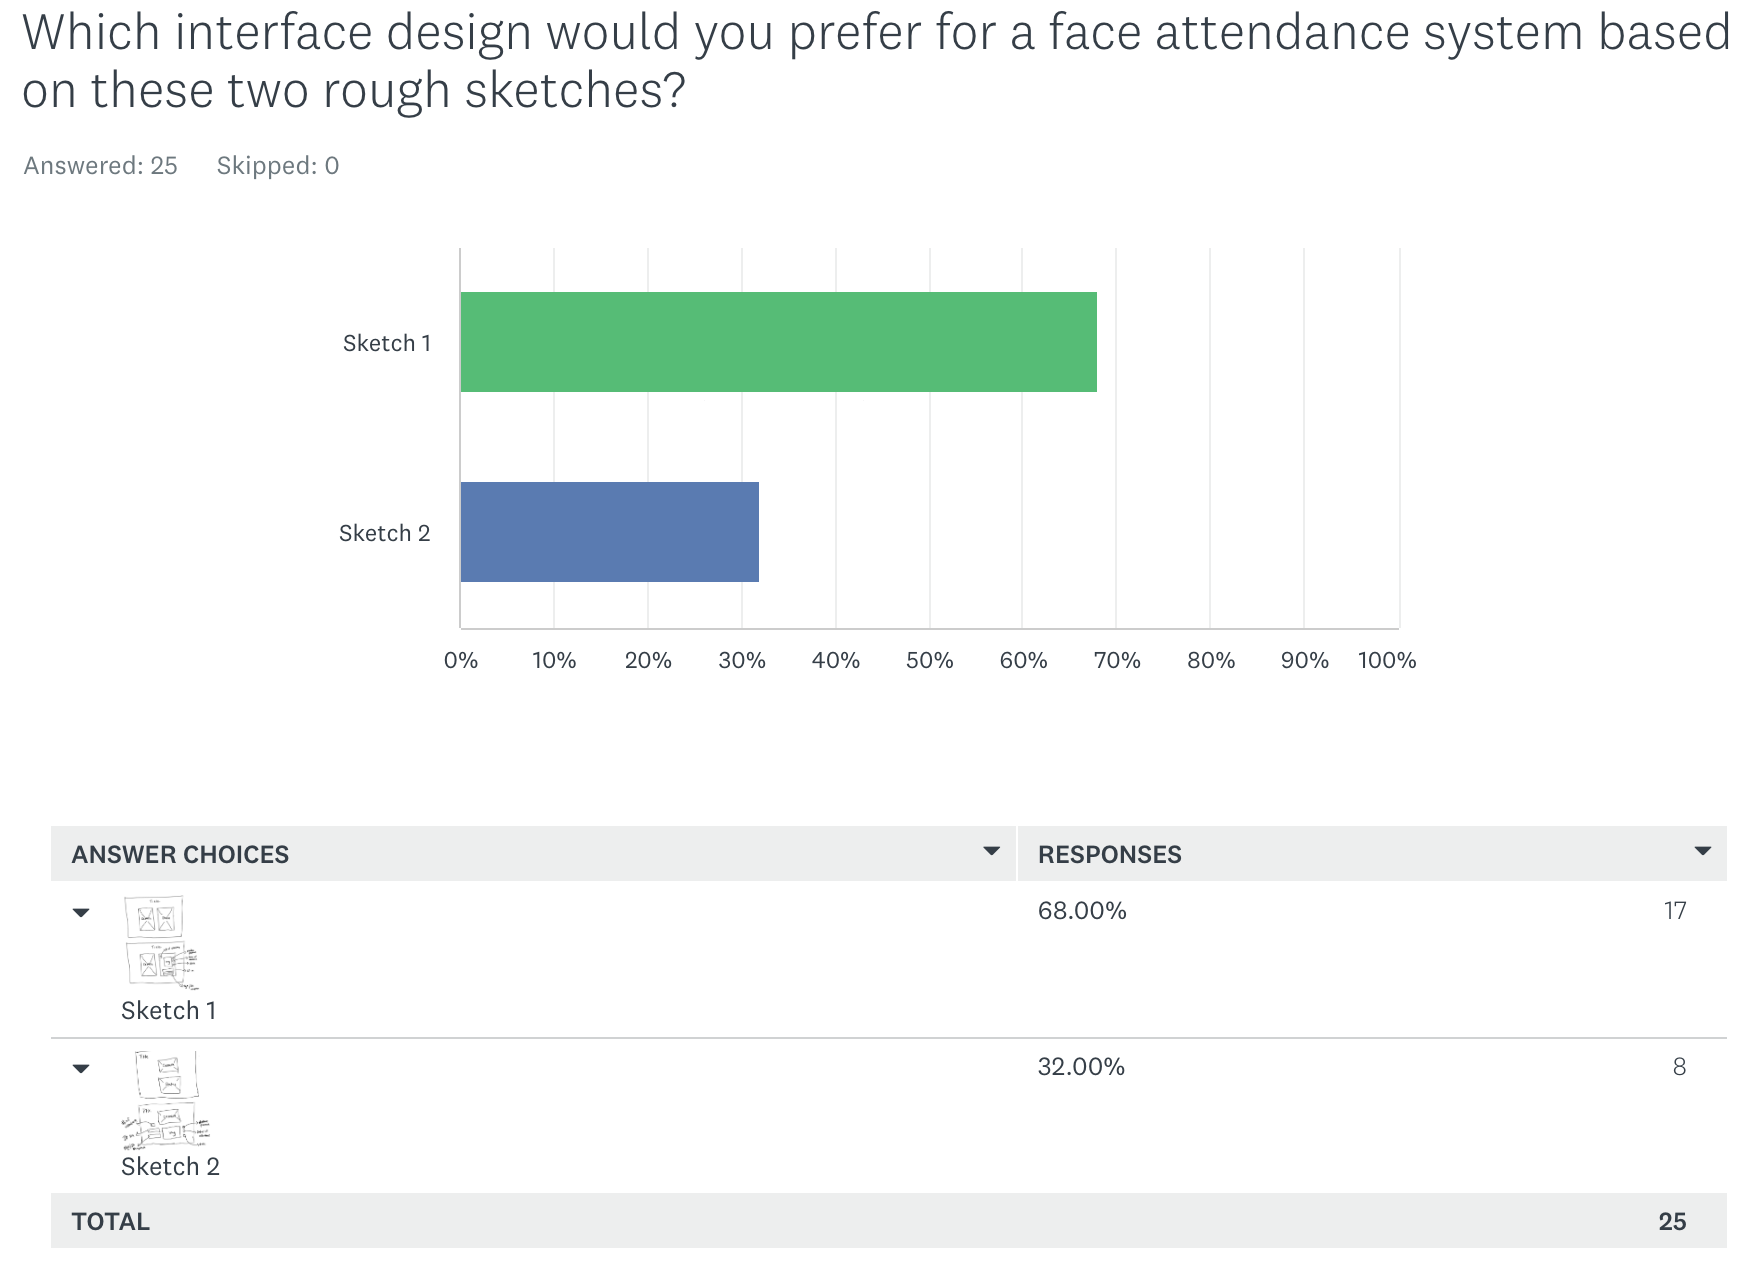 Which interface design would you prefer for a face attendance system based
on these two rough sketches?
Answered: 25 Skipped: 0
Sketch 1
Sketch 2
0% 10% 20% 30% 40% 50% 60% 70% 80% 90% 100%
ANSWER CHOICES RESPONSES
68.00% 17
Sketch 1
32.00% 8
Sketch 2
TOTAL 25